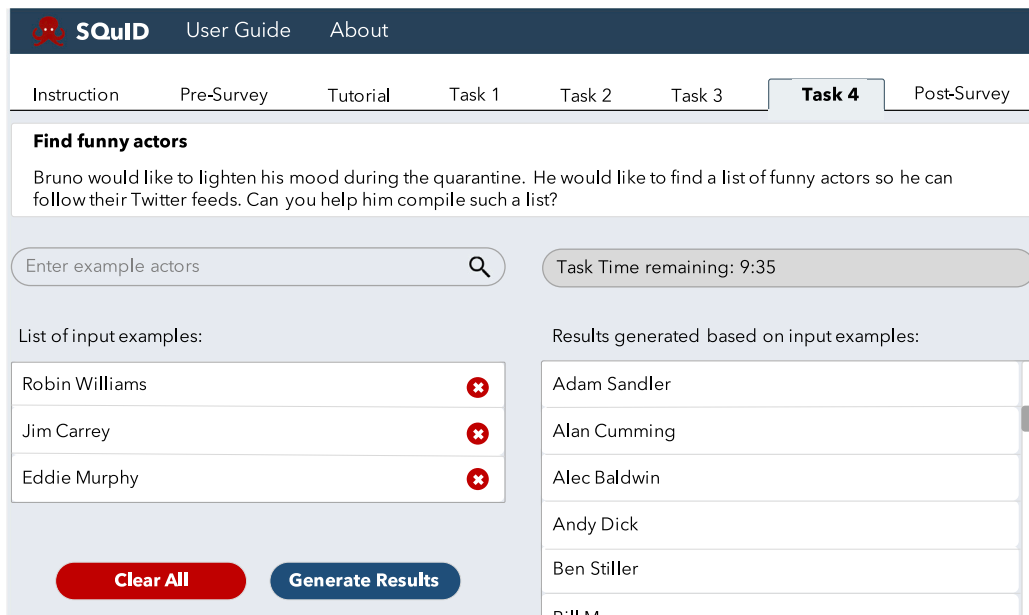 SQuID User Guide About
Instruction Pre-Survey Tutorial Task 1 Task 2 Task 3 Task 4 Post-Survey
Find funny actors
Bruno would like to lighten his mood during the quarantine. He would like to find a list of funny actors so he can
follow their Twitter feeds. Can you help him compile such a list?
Enter example actors
Task Time remaining: 9:35
List of input examples:
Results generated based on input examples:
Robin Williams
Jim Carrey
Eddie Murphy
Clear All
Generate Results
Adam Sandler
Alan Cumming
Alec Baldwin
Andy Dick
Ben Stiller